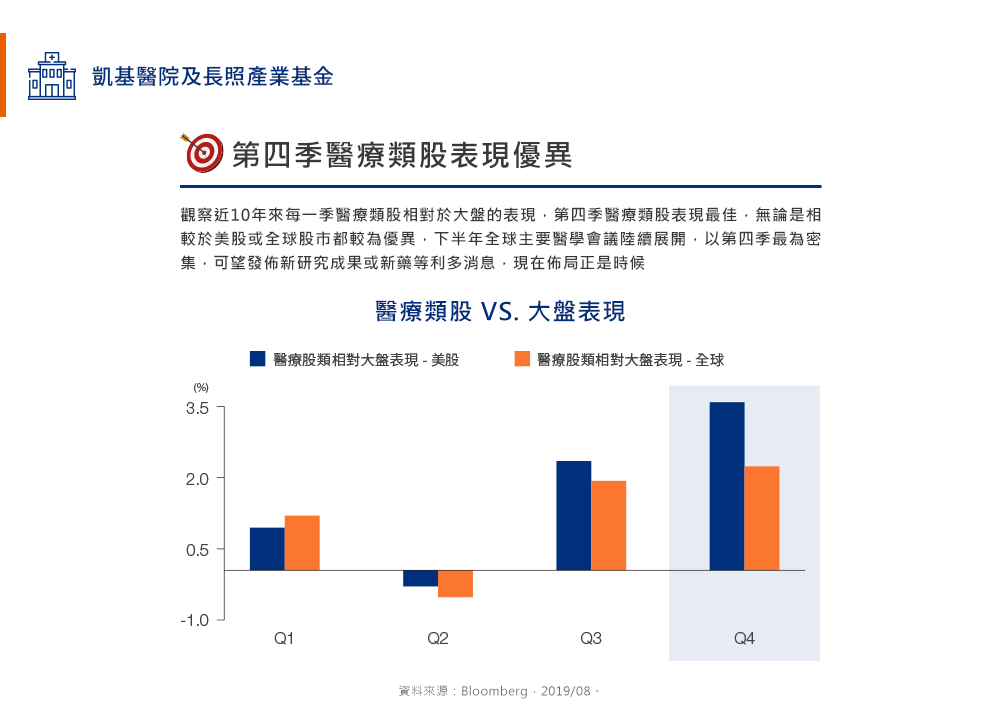 凱基醫院及長照產業基金
第四季醫療類股表現優異
觀察近10年來每一季醫療類股相對於大盤的表現，第四季醫療類股表現最佳，無論是相
較於美股或全球股市都較為優異，下半年全球主要醫學會議陸續展開，以第四季最為密
集，可望發佈新研究成果或新藥等利多消息，現在佈局正是時候
醫療類股 VS. 大盤表現
醫療股類相對大盤表現 - 美股
醫療股類相對大盤表現 - 全球
(%)
3.5
2.0
0.5
-1.0
Q1
Q2
Q3
Q4
資料來源：Bloomberg，2019/08。